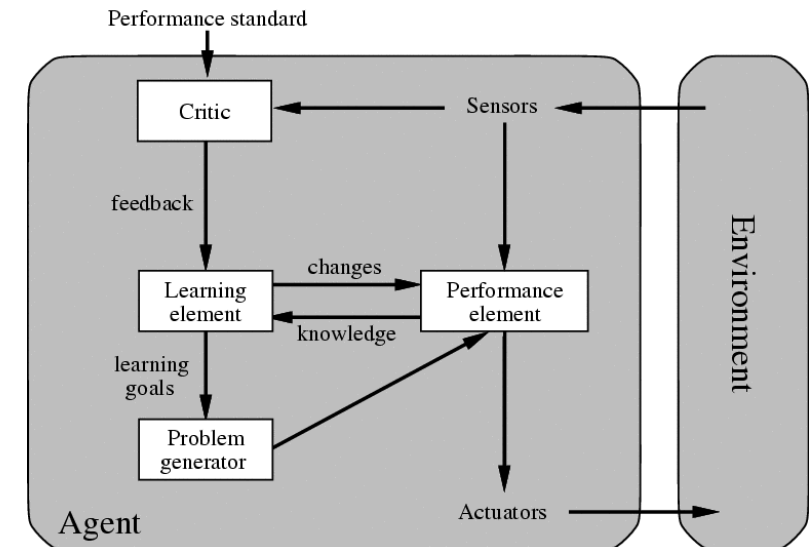 Performance standard
Critic
Sensors
feedback
changes
Learning
element
Performance
element
knowledge
learning
goals
Problem
generator
Agent
Actuators
Environment